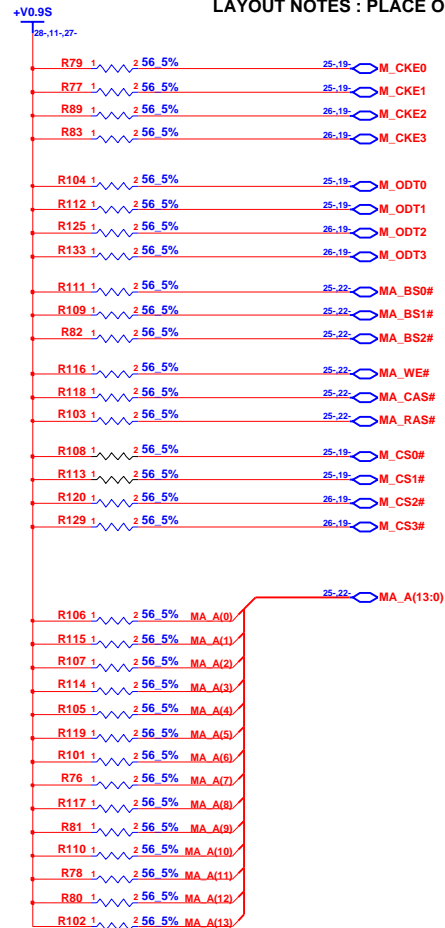 LAYOUT NOTES : PLACE O
+V0.9S
28-,11-,27-
R79 1 2 56_5% 25-,19- M_CKE0
R77 1 2 56_5% 25-,19- M_CKE1
R89 1 2 56_5% 26-,19- M_CKE2
R83 1 2 56_5% 26-,19- M_CKE3
R104 1 2 56_5% 25-,19- M_ODT0
R112 1 2 56_5% 25-,19- M_ODT1
R125 1 2 56_5% 26-,19- M_ODT2
R133 1 2 56_5% 26-,19- M_ODT3
R111 1 2 56_5% 25-,22- MA_BS0#
R109 1 2 56_5% 25-,22- MA_BS1#
R82 1 2 56_5% 25-,22- MA_BS2#
R116 1 2 56_5% 25-,22- MA_WE#
R118 1 2 56_5% 25-,22- MA_CAS#
R103 1 2 56_5% 25-,22- MA_RAS#
R108 1 2 56_5% 25-,19- M_CS0#
R113 1 2 56_5% 25-,19- M_CS1#
R120 1 2 56_5% 26-,19- M_CS2#
R129 1 2 56_5% 26-,19- M_CS3#
25-,22- MA_A(13:0)
R106 1 2 56_5% MA_A(0)
R115 1 2 56_5% MA_A(1)
R107 1 2 56_5% MA_A(2)
R114 1 2 56_5% MA_A(3)
R105 1 2 56_5% MA_A(4)
R119 1 2 56_5% MA_A(5)
R101 1 2 56_5% MA_A(6)
R76 1 2 56_5% MA_A(7)
R117 1 2 56_5% MA_A(8)
R81 1 2 56_5% MA_A(9)
R110 1 2 56_5% MA_A(10)
R78 1 2 56_5% MA_A(11)
R80 1 2 56_5% MA_A(12)
R102 1 2 56_5% MA_A(13)